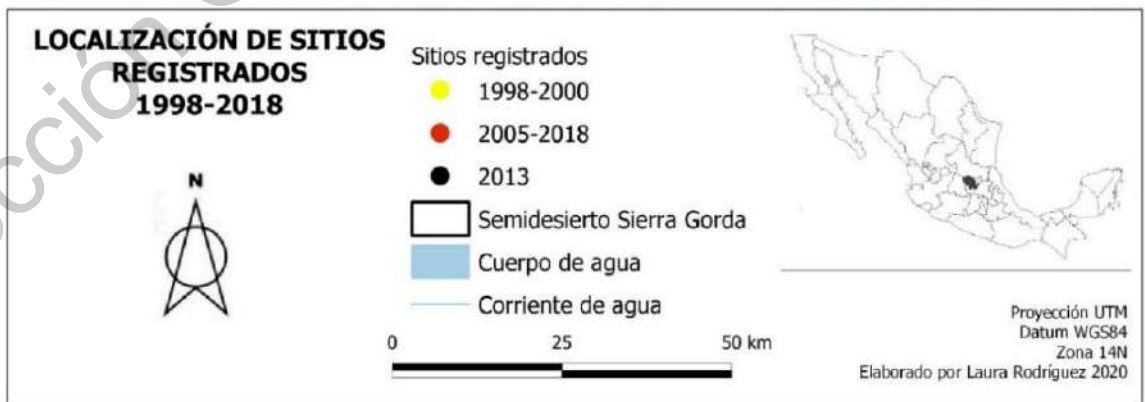 LOCALIZACIÓN DE SITIOS
REGISTRADOS
1998-2018
N
Sitios registrados
1998-2000
2005-2018
2013
Semidesierto Sierra Gorda
Cuerpo de agua
Corriente de agua
0 25 50 km
Proyección UTM
Datum WGS84
Zona 14N
Elaborado por Laura Rodríguez 2020